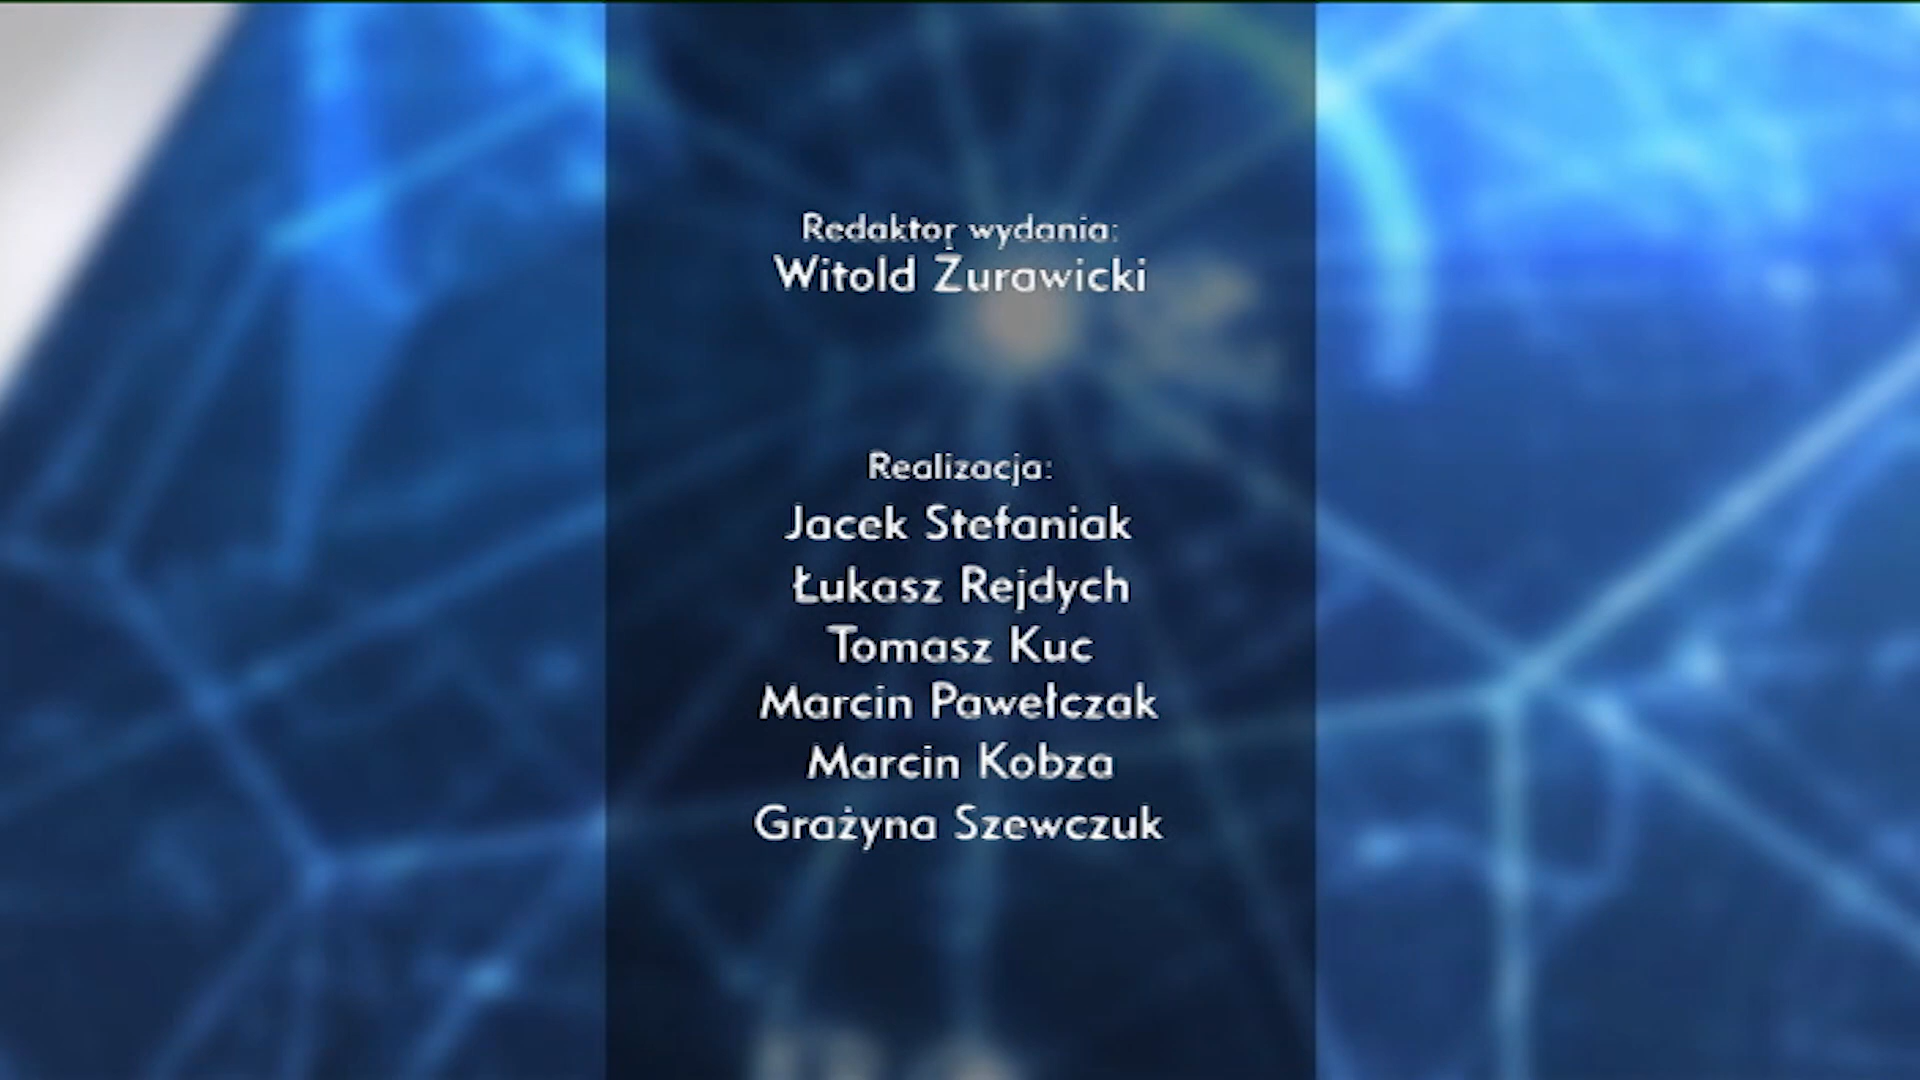 Redaktor wydania:
Witold Żurawicki
Realizacja:
Jacek Stefaniak
Łukasz Rejdych
Tomasz Kuc
Marcin Pawełczak
Marcin Kobza
Grażyna Szewczuk